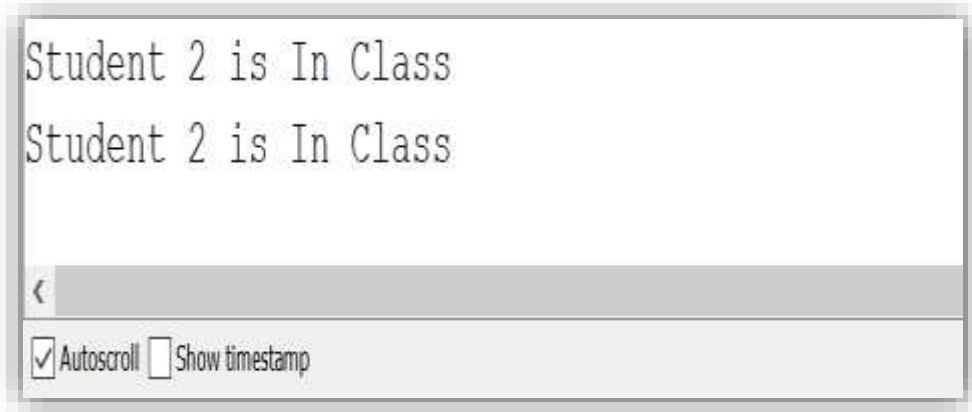 Student 2 is In Class
Student 2 is In Class
Autoscroll Show timestamp